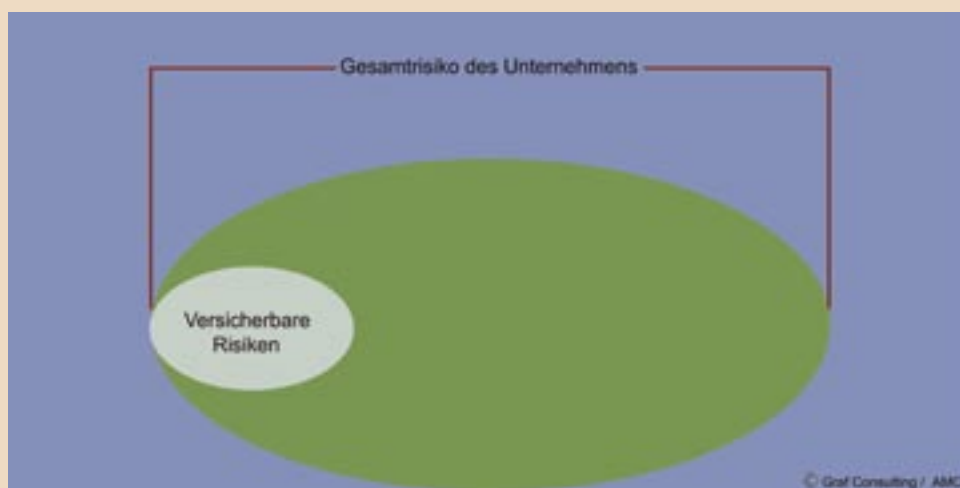 Gesamtrisiko des Unternehmens
Versicherbare
Risiken
© Graf Consulting / AMC